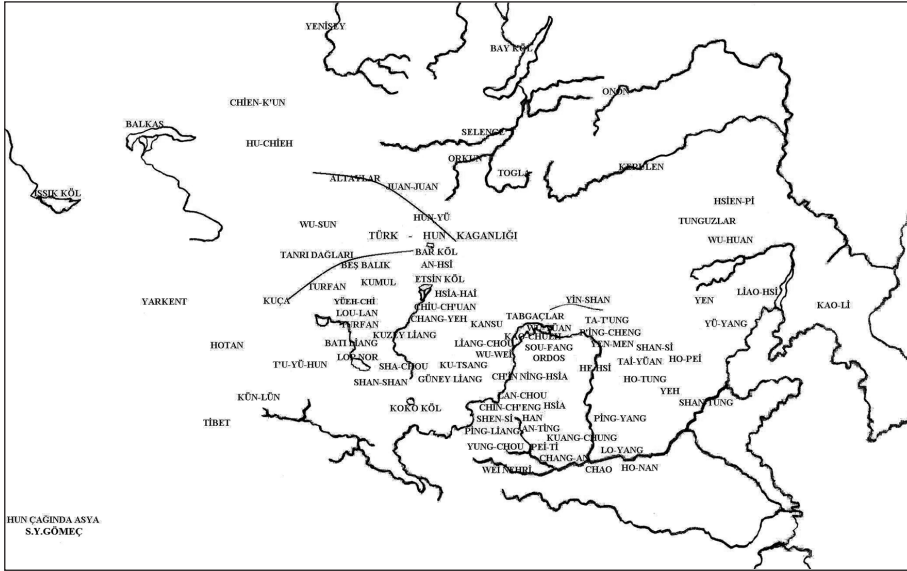 YENİSEY
BAY KÖL
ONON
CHİEN-K'UN
BALKAŞ
HU-CHİEH
SELENGE
ORKUN
TOGLA
KERULEN
ISSIK KÖL
ALTAYLAR
JUAN-JUAN
HSİEN-Pİ
TUNGUZLAR
WU-HUAN
HUN-YÜ
WU-SUN
TÜRK - HUN KAGANLIĞI
BAR KÖL
TANRI DAĞLARI
BEŞ BALIK
AN-HSİ
ETSİN KÖL
KUMUL
TURFAN
HSİA-HAİ
YARKENT
KUÇA
YÜEH-CHİ
CHİU-CH'UAN
YİN-SHAN
YEN
LİAO-HSİ
KAO-Lİ
LOU-LAN
CHANG-YEH
TABGAÇLAR
TA-T'UNG
TURFAN
KANSU
WU-YÜAN
P'İNG-CHENG
YÜ-YANG
KUZEY LİANG
KAO-CHUEH
YEN-MEN
HOTAN
BATI LİANG
LİANG-CHOU
SOU-FANG
SHAN-Sİ
LOP NOR
WU-WEİ
ORDOS
TAİ-YÜAN
HO-PEİ
T'U-YÜ-HUN
SHA-CHOU
KU-TSANG
HE-HSİ
SHAN-SHAN
GÜNEY LİANG
CH'İN
NİNG-HSİA
HO-TUNG
YEH
KÜN-LÜN
LAN-CHOU
SHAN-TUNG
KOKO KÖL
CHİN-CH'ENG
HSİA
TİBET
SHEN-Sİ
HAN
PİNG-YANG
PİNG-LİANG
AN-TİNG
KUANG-CHUNG
YUNG-CHOU
PEİ-Tİ
LO-YANG
CHANG-AN
WEİ NEHRİ
CHAO
HO-NAN
HUN ÇAĞINDA ASYA
S.Y.GÖMEÇ